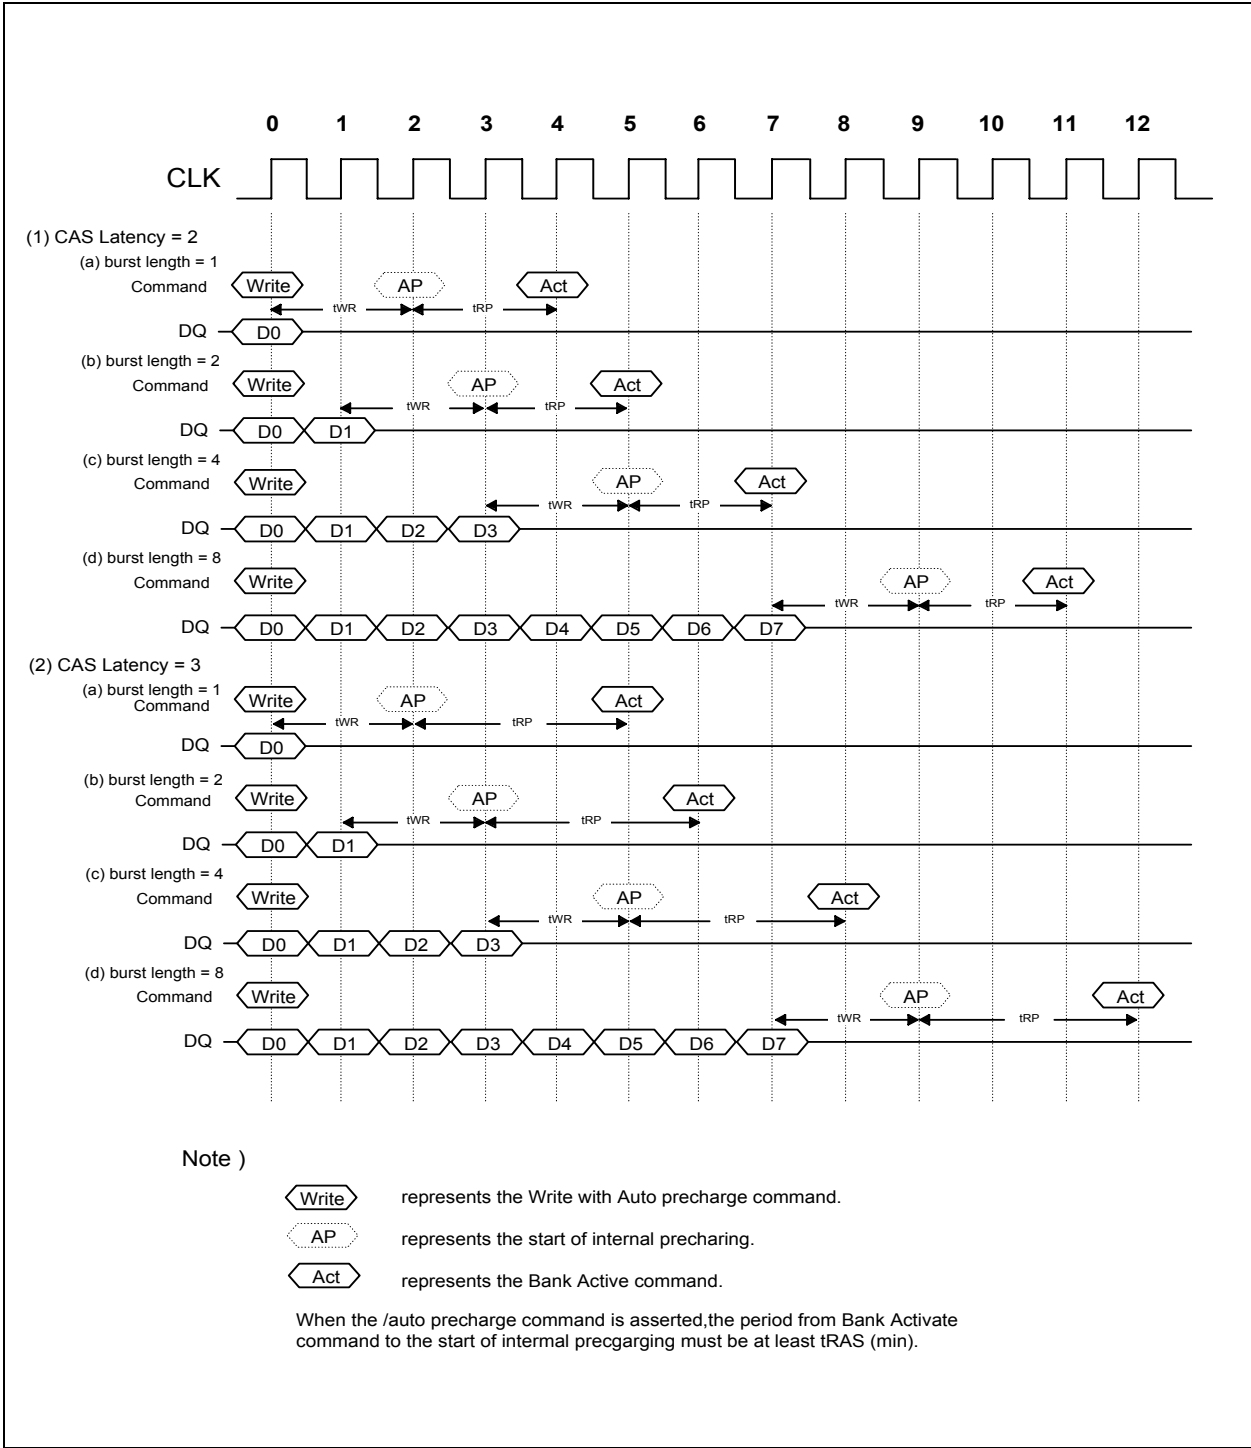 0 1 2 3 4 5 6 7 8 9 10 11 12
CLK
(1) CAS Latency = 2
(a) burst length = 1
Command Write AP Act
tWR tRP
DQ D0
(b) burst length = 2
Command Write AP Act
tWR tRP
DQ D0 D1
(c) burst length = 4
Command Write AP Act
tWR tRP
DQ D0 D1 D2 D3
(d) burst length = 8
Command Write AP Act
tWR tRP
DQ D0 D1 D2 D3 D4 D5 D6 D7
(2) CAS Latency = 3
(a) burst length = 1
Command Write AP Act
tWR tRP
DQ D0
(b) burst length = 2
Command Write AP Act
tWR tRP
DQ D0 D1
(c) burst length = 4
Command Write AP Act
tWR tRP
DQ D0 D1 D2 D3
(d) burst length = 8
Command Write AP Act
tWR tRP
DQ D0 D1 D2 D3 D4 D5 D6 D7
Note )
Write represents the Write with Auto precharge command.
AP represents the start of internal precharing.
Act represents the Bank Active command.
When the /auto precharge command is asserted,the period from Bank Activate
command to the start of intermal precgarging must be at least tRAS (min).